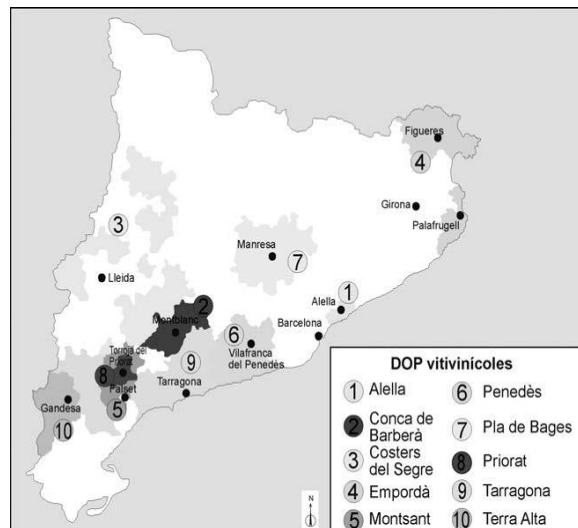 Figueres
4
Girona
Palafrugell
3
Manresa
7
Lleida
2
Alella
1
Montblanc
Barcelona
6
Vilafranca
del Penedès
Torroja del
Priorat
8
9
Tarragona
Falset
5
Gandesa
10
DOP vitivinícoles
1 Alella
2 Conca de
Barberà
3 Costers
del Segre
4 Empordà
5 Montsant
6 Penedès
7 Pla de Bages
8 Priorat
9 Tarragona
10 Terra Alta
N